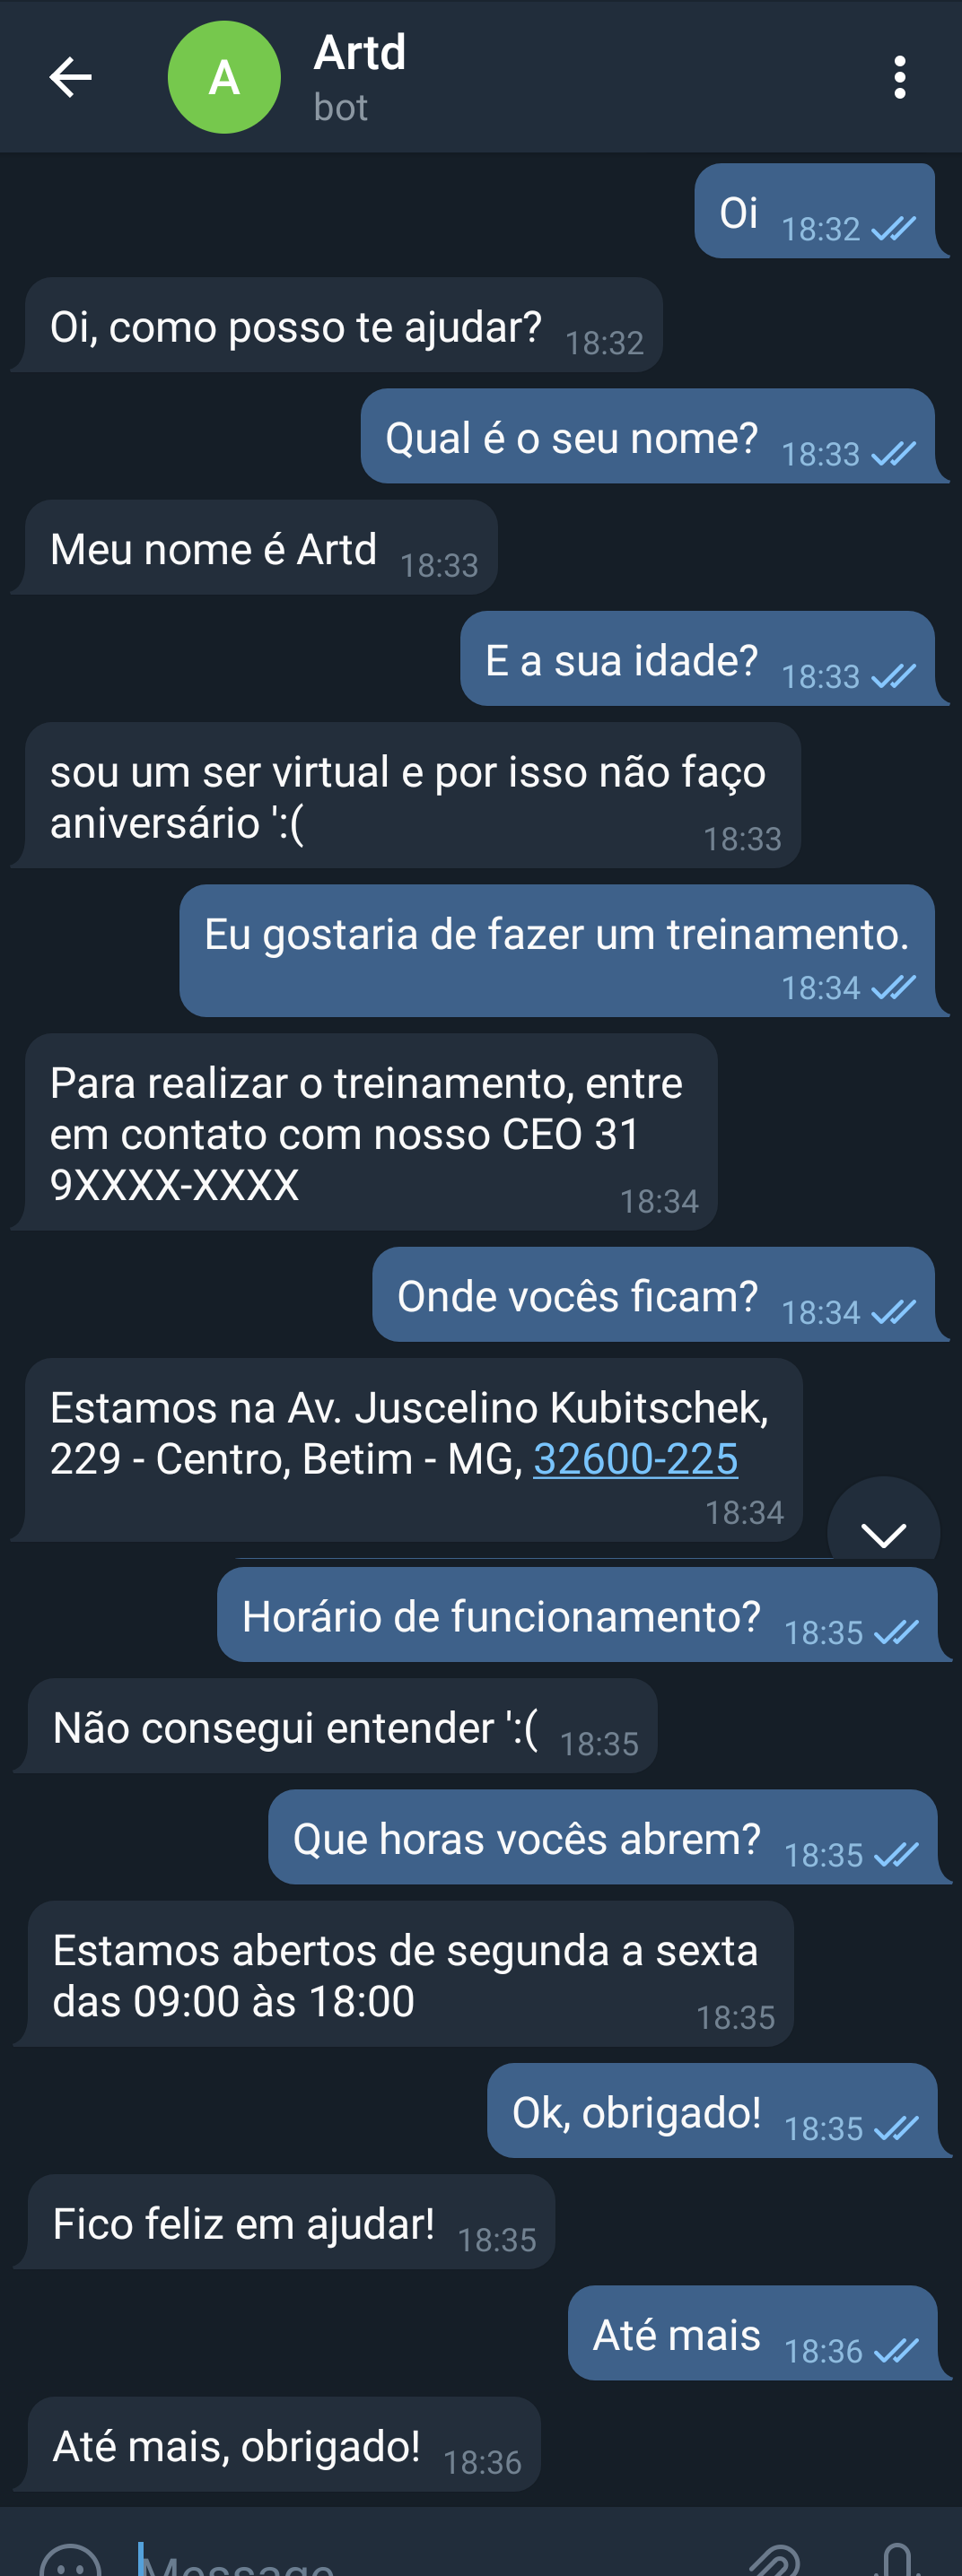 Artd
A
bot
Oi 18:32
Oi, como posso te ajudar? 18:32
Qual é o seu nome? 18:33
Meu nome é Artd 18:33
E a sua idade? 18:33
sou um ser virtual e por isso não faço
aniversário ':(
18:33
Eu gostaria de fazer um treinamento.
18:34
Para realizar o treinamento, entre
em contato com nosso CEO 31
9XXXX-XXXX
18:34
Onde vocês ficam? 18:34
Estamos na Av. Juscelino Kubitschek,
229 - Centro, Betim - MG, 32600-225
18:34
Horário de funcionamento? 18:35
Não consegui entender ':( 18:35
Que horas vocês abrem? 18:35
Estamos abertos de segunda a sexta
das 09:00 às 18:00
18:35
Ok, obrigado! 18:35
Fico feliz em ajudar! 18:35
Até mais 18:36
Até mais, obrigado! 18:36
Message